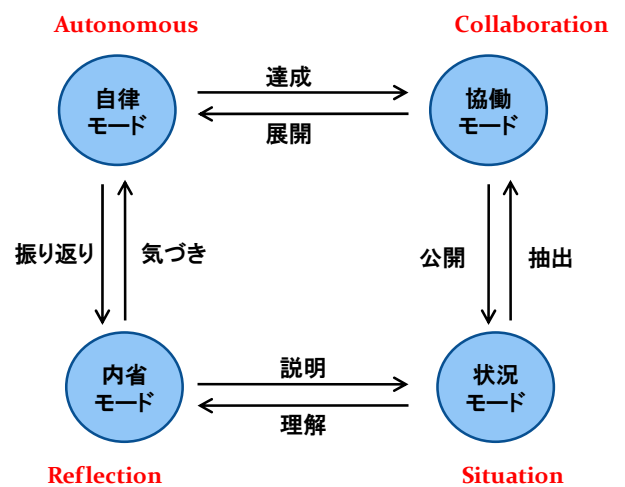 Autonomous
Collaboration
自律
モード
達成
展開
協働
モード
振り返り
気づき
公開
抽出
内省
モード
説明
理解
状況
モード
Reflection
Situation